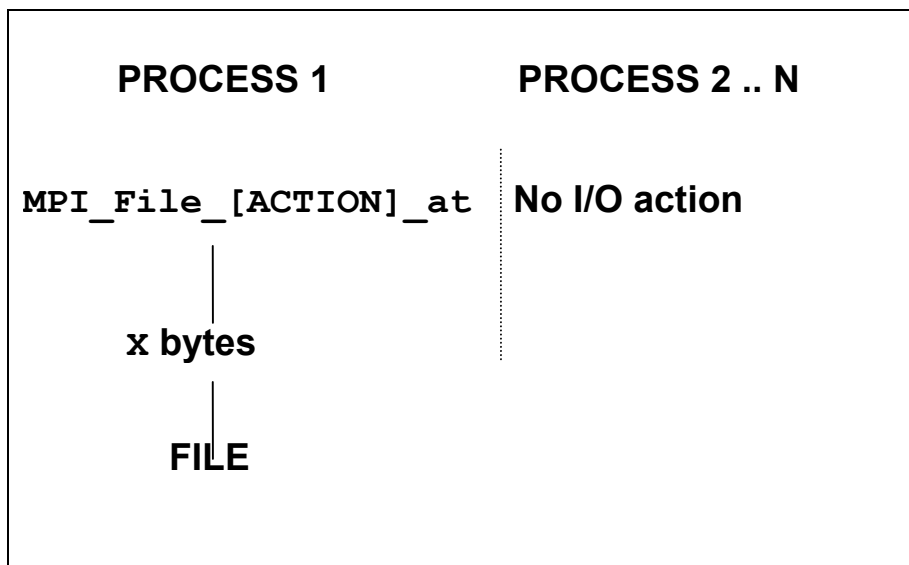 PROCESS 1 PROCESS 2 .. N
MPI_File_[ACTION]_at No I/O action
x bytes
FILE